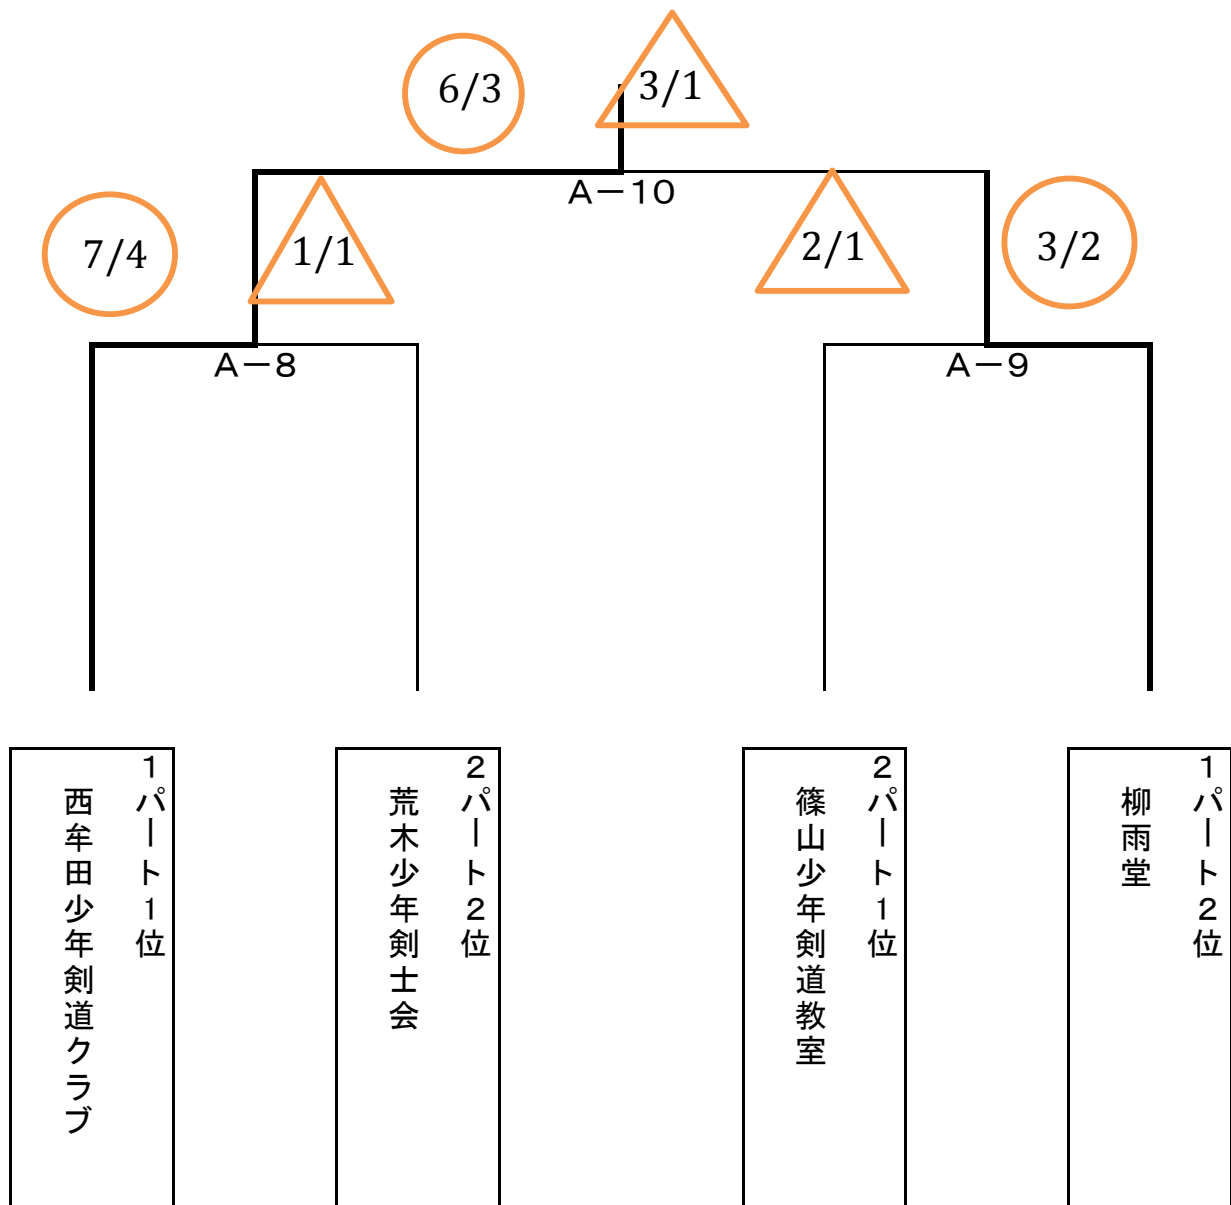 6/3
3/1
A－10
7/4
1/1
2/1
3/2
A－8
A－9
1パート1位
西牟田少年剣道クラブ
2パート2位
荒木少年剣士会
2パート1位
篠山少年剣道教室
1パート2位
柳雨堂